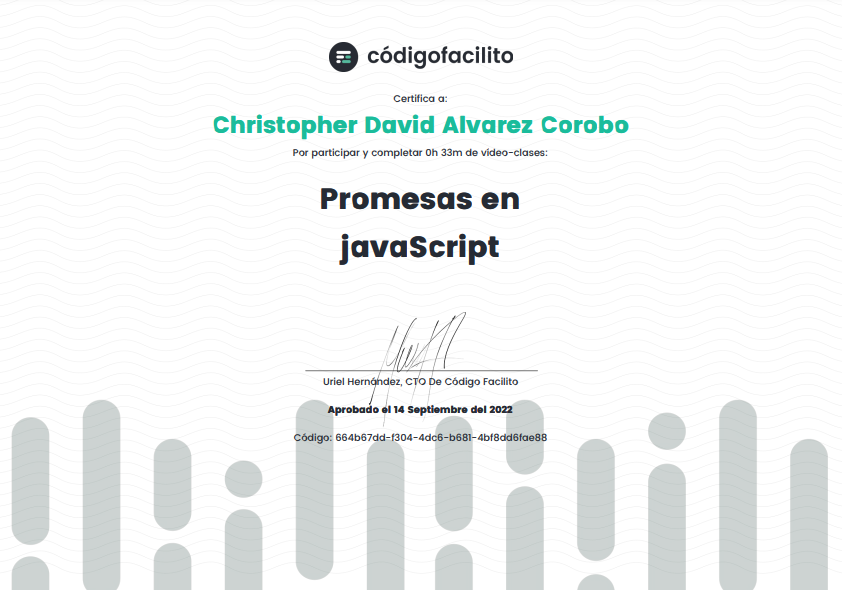 códigofacilito
Certifica a:
Christopher David Alvarez Corobo
Por participar y completar 0h 33m de video-clases:
Promesas en
javaScript
Uriel Hernández, CTO De Código Facilito
Aprobado el 14 Septiembre del 2022
Código: 664b67dd-f304-4dc6-b681-4bf8dd6fae88